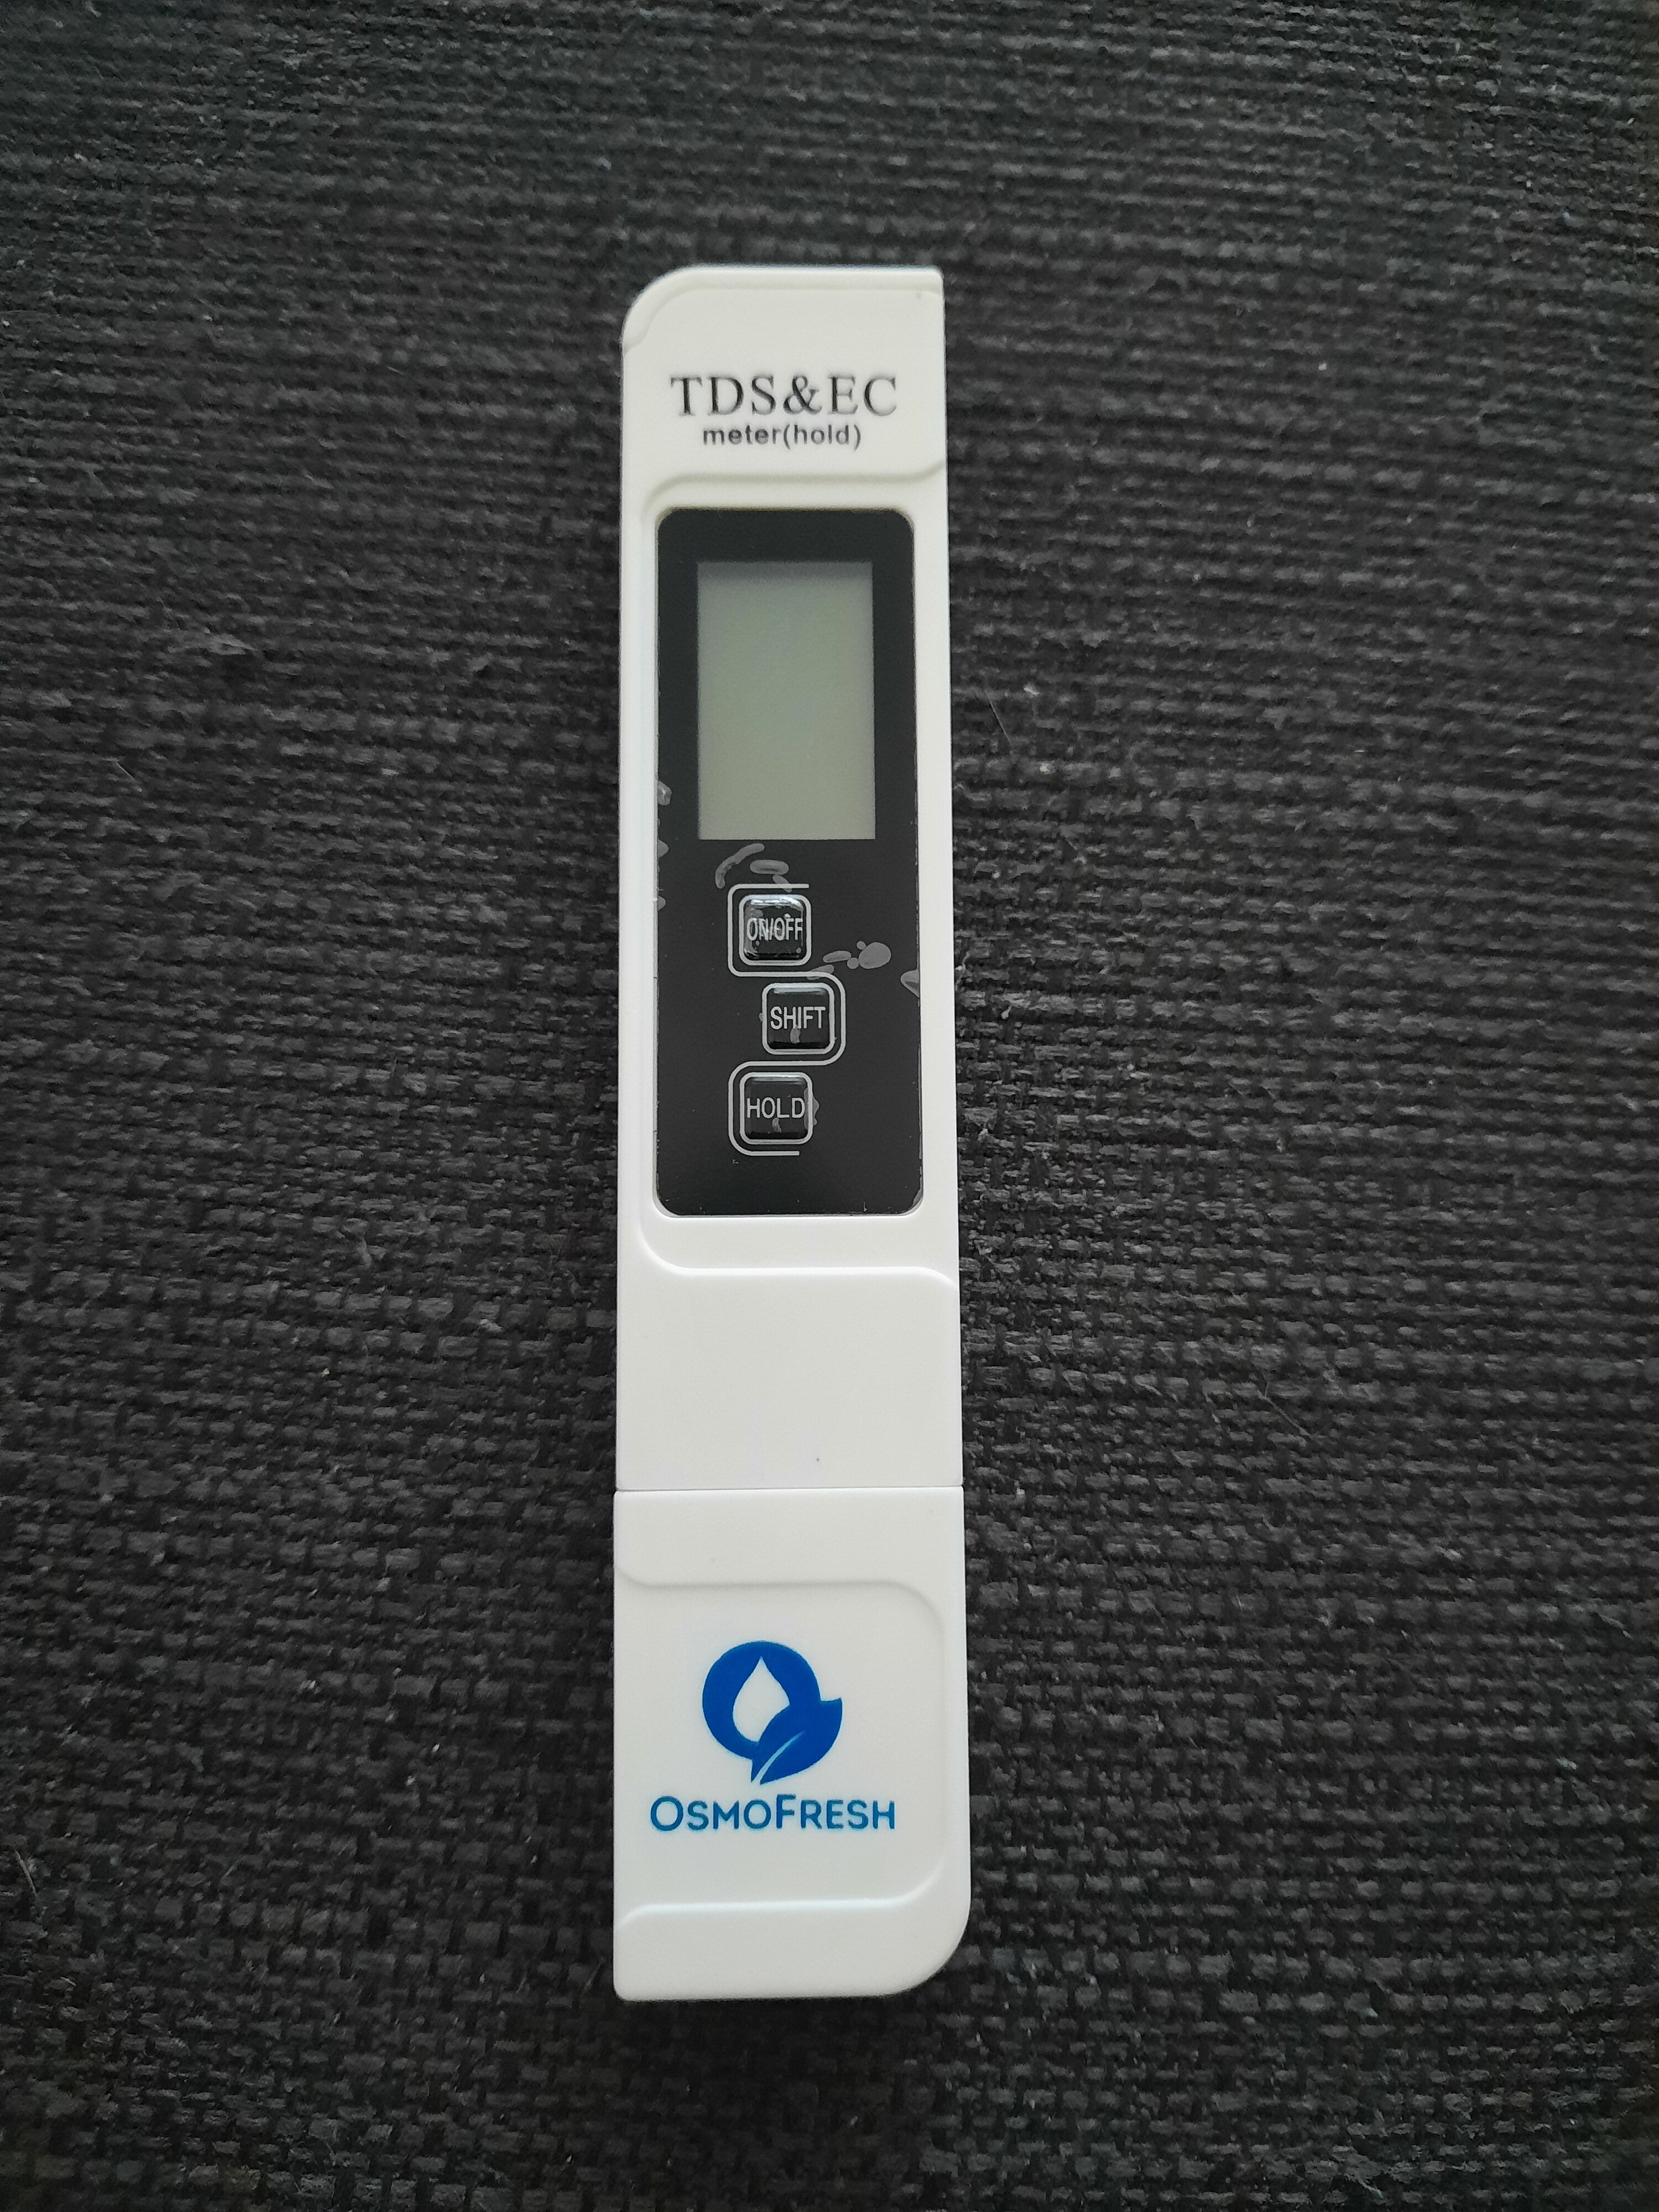 TDS&EC
meter(hold)
ON/OFF
SHIFT
HOLD
OSMOFRESH